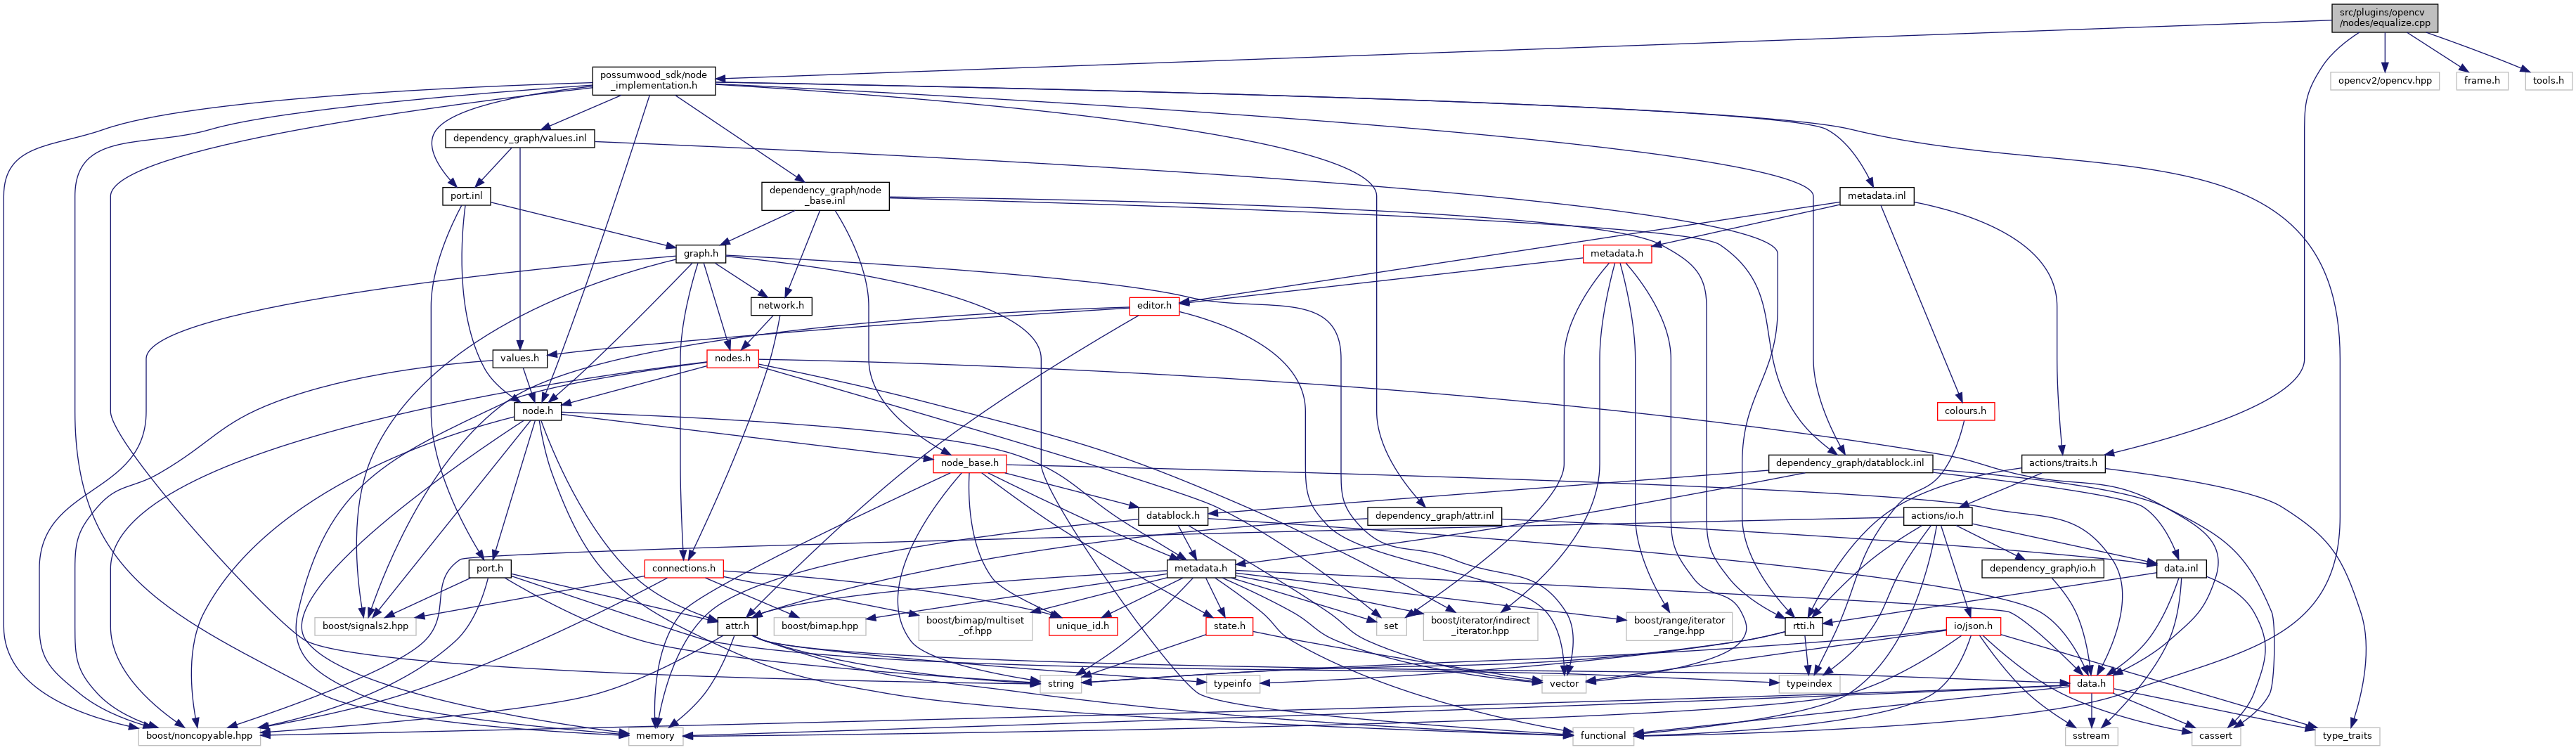 src/plugins/opencv
/nodes/equalize.cpp
possumwood_sdk/node
_implementation.h
opencv2/opencv.hpp
frame.h
tools.h
dependency_graph/values.inl
port.inl
dependency_graph/node
_base.inl
metadata.inl
graph.h
metadata.h
network.h
editor.h
values.h
nodes.h
node.h
colours.h
node_base.h
dependency_graph/datablock.inl
actions/traits.h
datablock.h
dependency_graph/attr.inl
actions/io.h
port.h
connections.h
metadata.h
dependency_graph/io.h
data.inl
boost/signals2.hpp
attr.h
boost/bimap.hpp
boost/bimap/multiset
_of.hpp
unique_id.h
state.h
set
boost/iterator/indirect
_iterator.hpp
boost/range/iterator
_range.hpp
rtti.h
io/json.h
string
typeinfo
vector
typeindex
data.h
boost/noncopyable.hpp
memory
functional
sstream
cassert
type_traits